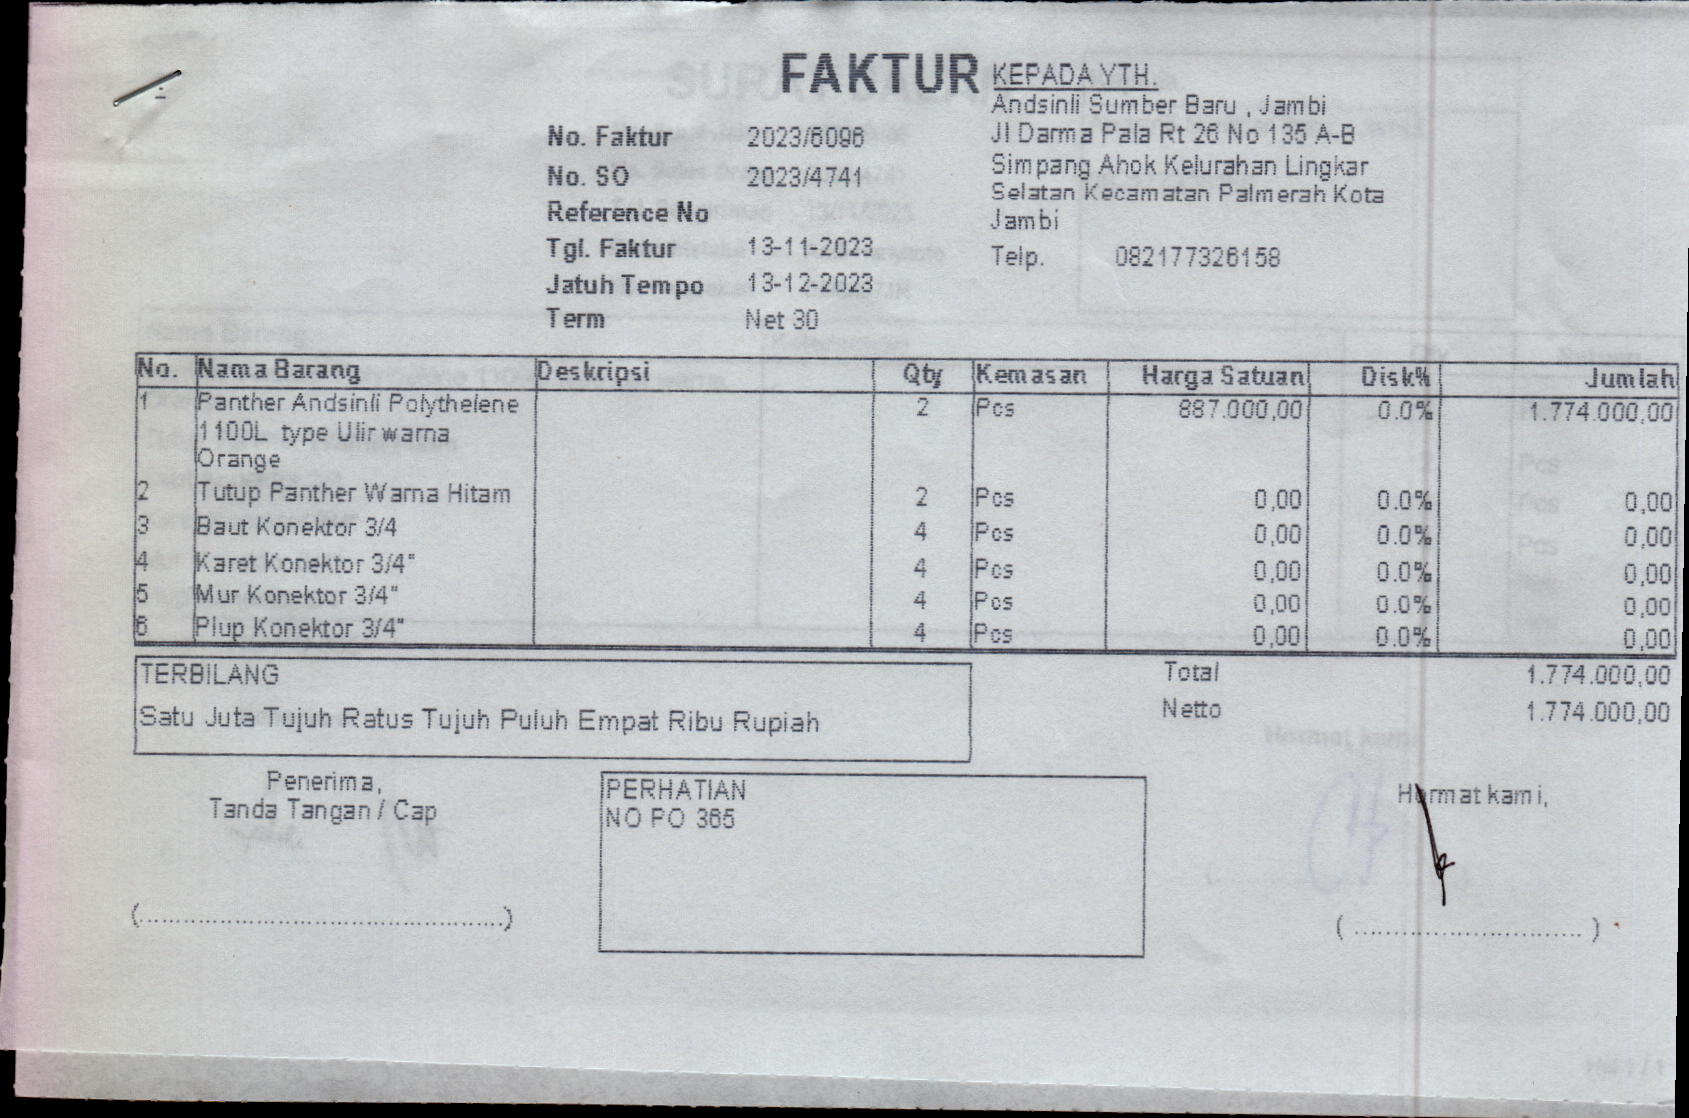 FAKTUR
KEPADA YTH.
Andsinli Sumber Baru , Jambi
Jl Darma Pala Rt 26 No 135 A-B
Simpang Ahok Kelurahan Lingkar
Selatan Kecamatan Palmerah Kota
Jambi
Telp. 082177326158
No. Faktur 2023/6096
No. SO 2023/4741
Reference No
Tgl. Faktur 13-11-2023
Jatuh Tempo 13-12-2023
Term Net 30
No. Nama Barang Deskripsi Qty Kemasan Harga Satuan Disk% Jumlah
1 Panther Andsinli Polythelene 2 Pcs 887.000,00 0.0% 1.774.000,00
1100L type Ulir warna
Orange
2 Tutup Panther Warna Hitam 2 Pcs 0,00 0.0% 0,00
3 Baut Konektor 3/4 4 Pcs 0,00 0.0% 0,00
4 Karet Konektor 3/4" 4 Pcs 0,00 0.0% 0,00
5 Mur Konektor 3/4" 4 Pcs 0,00 0.0% 0,00
6 Plup Konektor 3/4" 4 Pcs 0,00 0.0% 0,00
TERBILANG
Satu Juta Tujuh Ratus Tujuh Puluh Empat Ribu Rupiah
Total 1.774.000,00
Netto 1.774.000,00
Penerima,
Tanda Tangan / Cap
(....................................................)
PERHATIAN
NO PO 365
Hormat kami,
( ................................ )